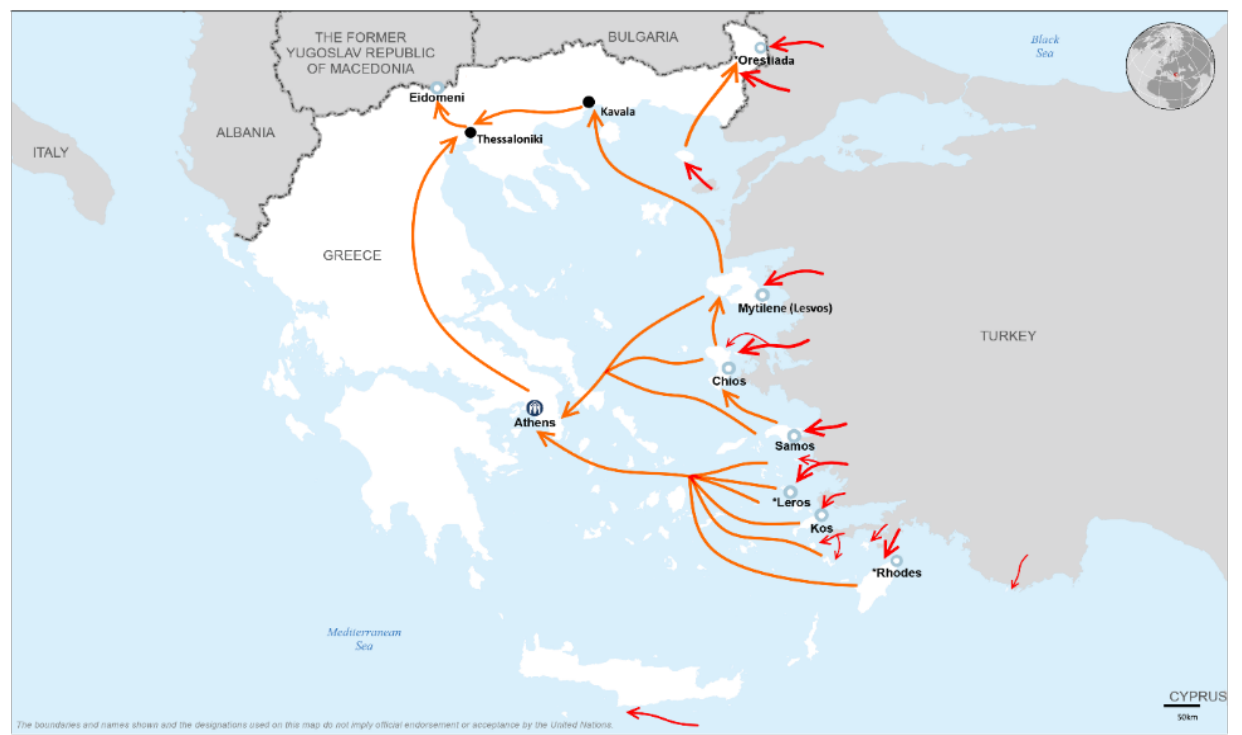 THE FORMER
YUGOSLAV REPUBLIC
OF MACEDONIA
BULGARIA
Black
Sea
*Orestiada
Eidomeni
Kavala
ALBANIA
Thessaloniki
ITALY
GREECE
Mytilene (Lesvos)
TURKEY
Chios
Athens
Samos
*Leros
Kos
*Rhodes
Mediterranean
Sea
CYPRUS
50km
The boundaries and names shown and the designations used on this map do not imply official endorsement or acceptance by the United Nations.